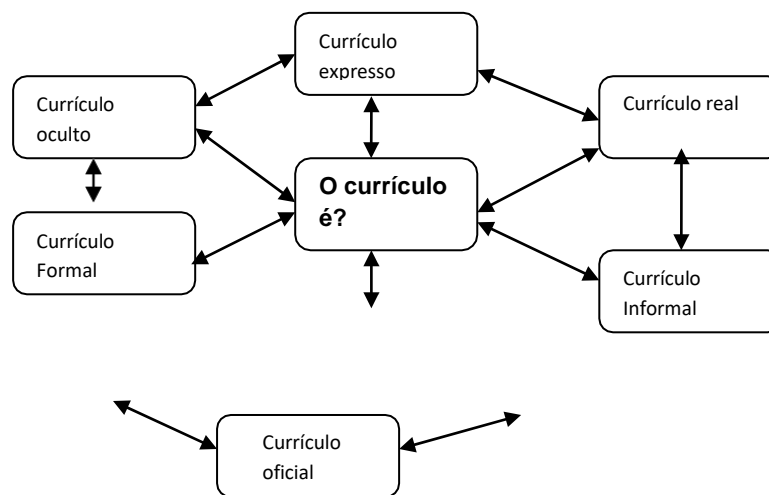 Currículo
expresso
Currículo
oculto
Currículo real
O currículo
é?
Currículo
Formal
Currículo
Informal
Currículo
oficial